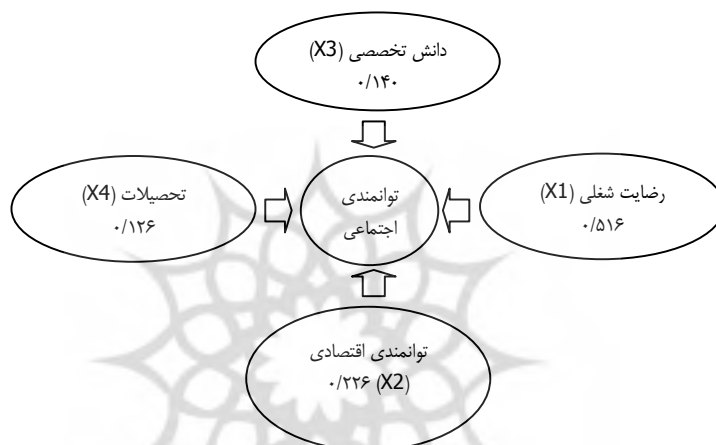 دانش تخصصی (X3)
۰/۱۴۰
تحصیلات (X4)
۰/۱۲۶
توانمندی
اجتماعی
رضایت شغلی (X1)
۰/۵۱۶
توانمندی اقتصادی
(X2) ۰/۲۲۶